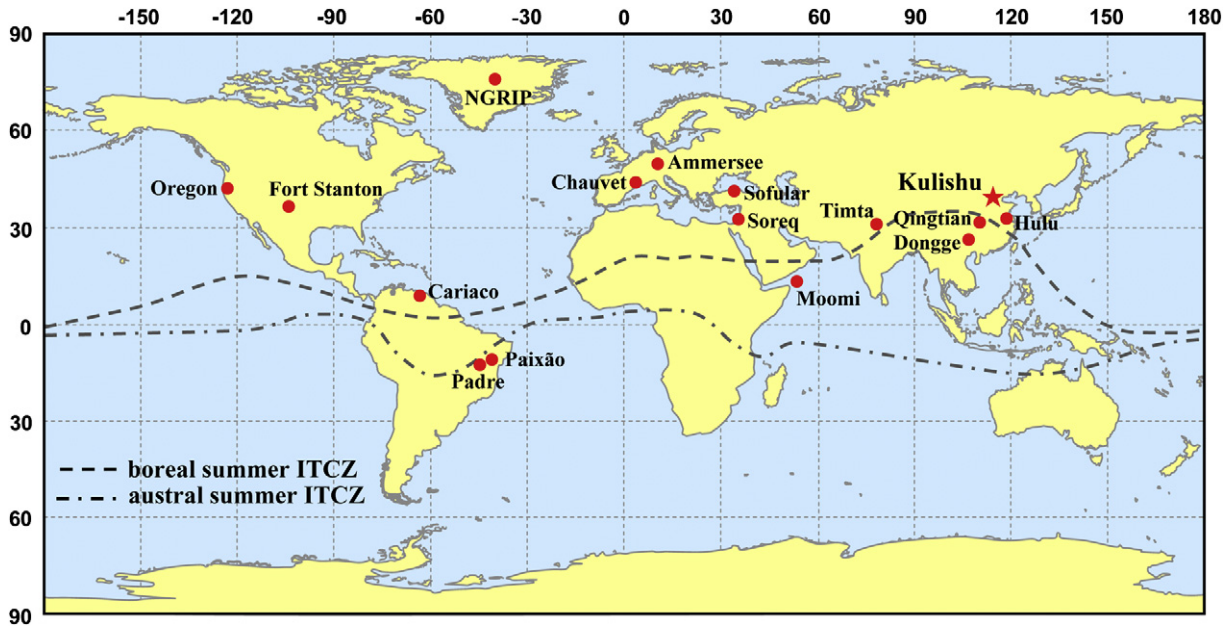 -150 -120 -90 -60 -30 0 30 60 90 120 150 180
90
NGRIP
60
Ammersee
Chauvet
Kulishu
Oregon
Fort Stanton
Sofular
Timta
Qingtian
Soreq
Hulu
30
Dongge
Cariaco
Moomi
0
Paixão
Padre
30
boreal summer ITCZ
austral summer ITCZ
60
90